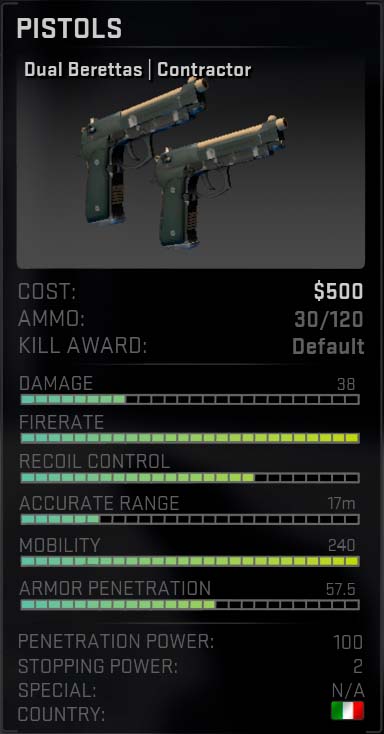 PISTOLS
Dual Berettas | Contractor
COST: $500
AMMO: 30/120
KILL AWARD: Default
DAMAGE 38
FIRERATE
RECOIL CONTROL
ACCURATE RANGE 17m
MOBILITY 240
ARMOR PENETRATION 57.5
PENETRATION POWER: 100
STOPPING POWER: 2
SPECIAL: N/A
COUNTRY: